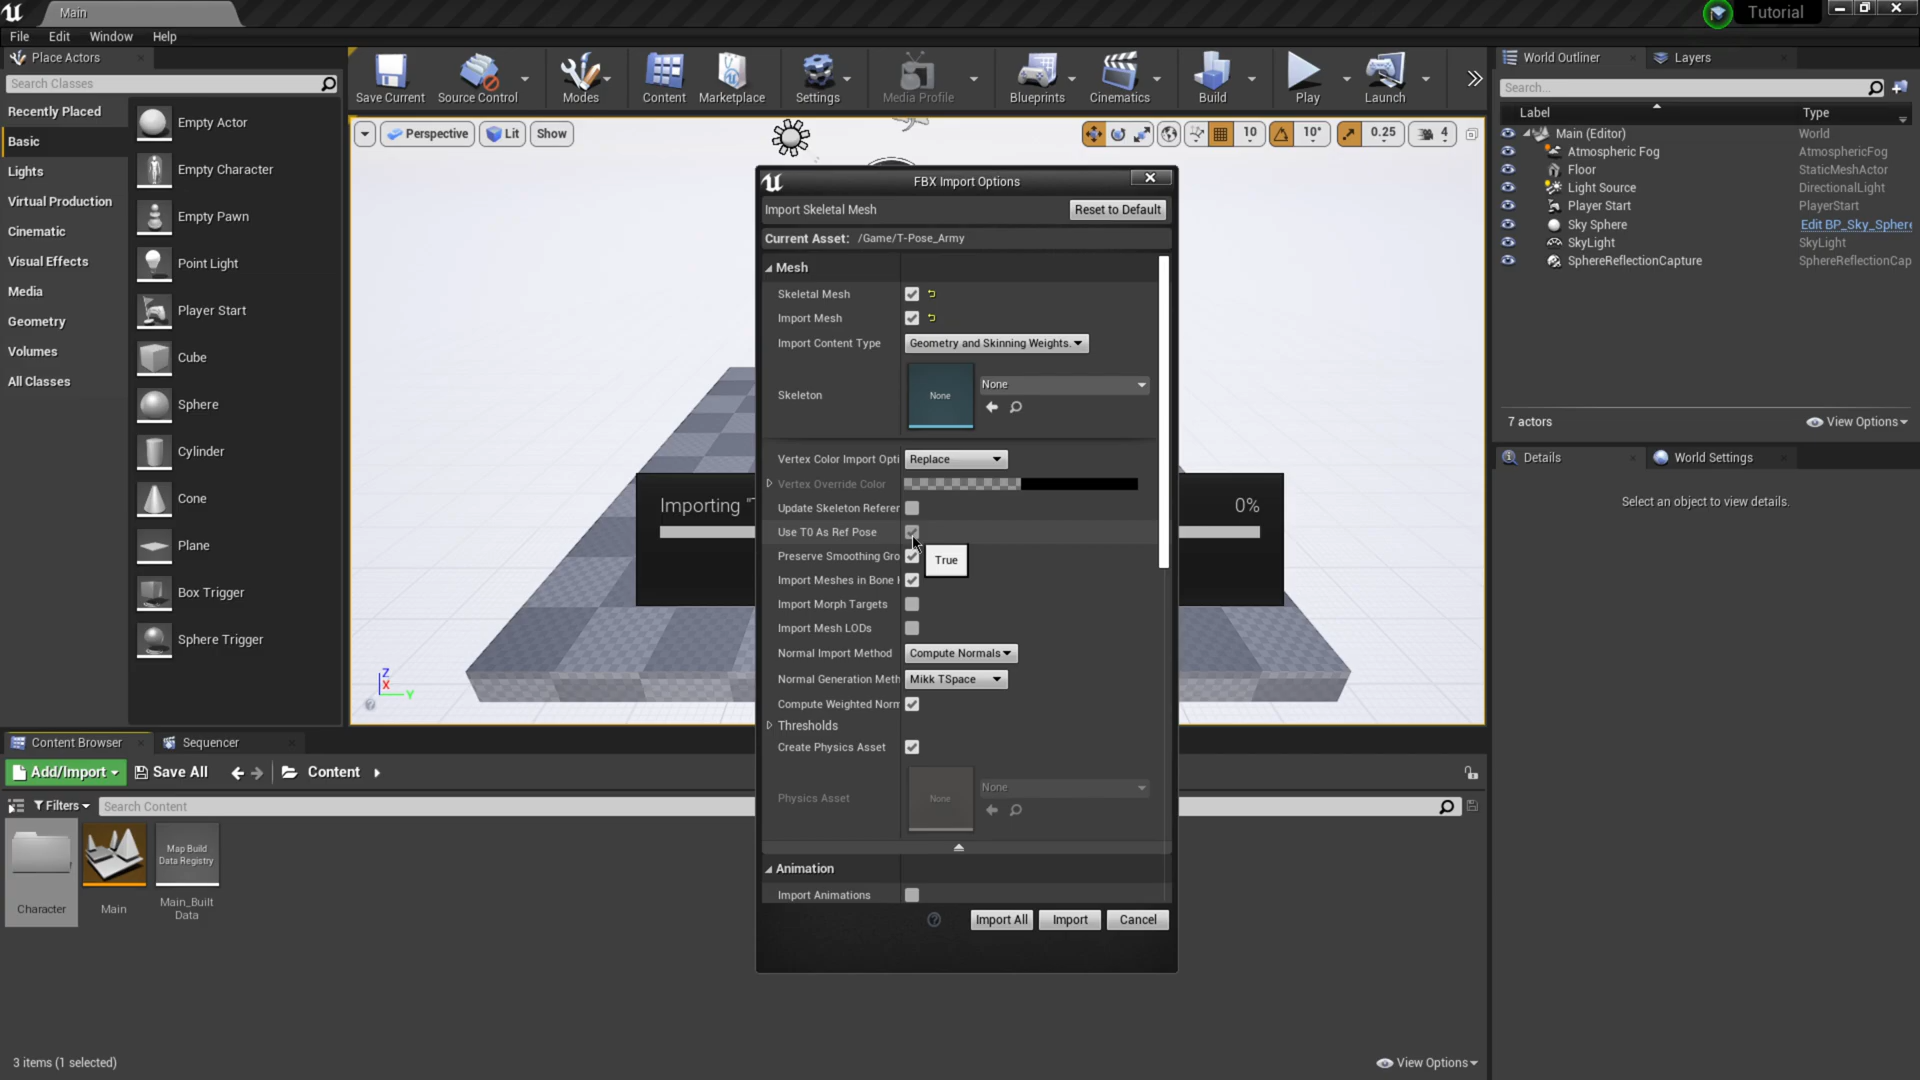 Main
Tutorial
File
Edit
Window
Help
Place Actors
Search Classes
Recently Placed
Basic
Lights
Virtual Production
Cinematic
Visual Effects
Media
Geometry
Volumes
All Classes
Empty Actor
Empty Character
Empty Pawn
Point Light
Player Start
Cube
Sphere
Cylinder
Cone
Plane
Box Trigger
Sphere Trigger
Save Current
Source Control
Modes
Content
Marketplace
Settings
Media Profile
Blueprints
Cinematics
Build
Play
Launch
Perspective
Lit
Show
10
10°
0.25
4
Importing "T
0%
Z
X
Y
FBX Import Options
Import Skeletal Mesh
Reset to Default
Current Asset: /Game/T-Pose_Army
Mesh
Skeletal Mesh
Import Mesh
Import Content Type
Geometry and Skinning Weights.
Skeleton
None
None
Vertex Color Import Opti
Replace
Vertex Override Color
Update Skeleton Referer
Use T0 As Ref Pose
Preserve Smoothing Gro
True
Import Meshes in Bone
Import Morph Targets
Import Mesh LODs
Normal Import Method
Compute Normals
Normal Generation Meth
Mikk TSpace
Compute Weighted Norm
Thresholds
Create Physics Asset
Physics Asset
None
None
Animation
Import Animations
Import All
Import
Cancel
World Outliner
Layers
Search...
Label
Type
Main (Editor)
World
Atmospheric Fog
AtmosphericFog
Floor
StaticMeshActor
Light Source
DirectionalLight
Player Start
PlayerStart
Sky Sphere
Edit BP_Sky_Sphere
SkyLight
SkyLight
SphereReflectionCapture
SphereReflectionCap
7 actors
View Options
Details
World Settings
Select an object to view details.
Content Browser
Sequencer
Add/Import
Save All
Content
Filters
Search Content
Character
Main
Map Build
Data Registry
Main_Built
Data
3 items (1 selected)
View Options